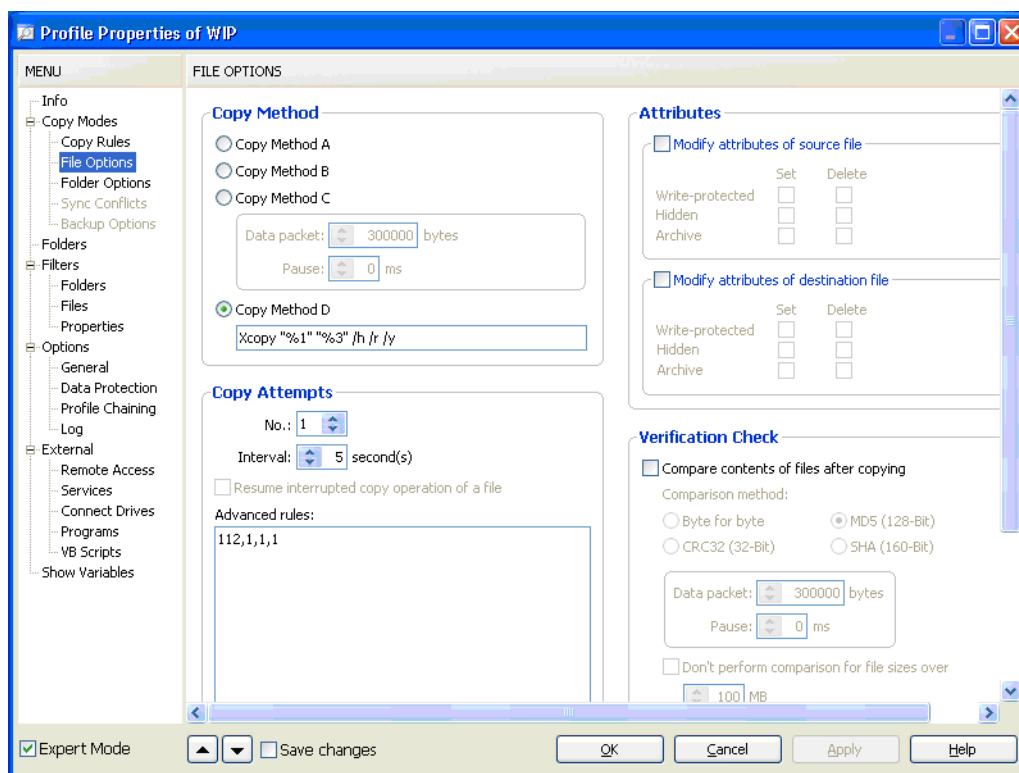 Profile Properties of WIP
MENU
FILE OPTIONS
Info
Copy Modes
Copy Rules
File Options
Folder Options
Sync Conflicts
Backup Options
Folders
Filters
Folders
Files
Properties
Options
General
Data Protection
Profile Chaining
Log
External
Remote Access
Services
Connect Drives
Programs
VB Scripts
Show Variables
Copy Method
Copy Method A
Copy Method B
Copy Method C
Data packet: 300000 bytes
Pause: 0 ms
Copy Method D
Xcopy "%1" "%3" /h /r /y
Copy Attempts
No.: 1
Interval: 5 second(s)
Resume interrupted copy operation of a file
Advanced rules:
112,1,1,1
Attributes
Modify attributes of source file
Set Delete
Write-protected
Hidden
Archive
Modify attributes of destination file
Set Delete
Write-protected
Hidden
Archive
Verification Check
Compare contents of files after copying
Comparison method:
Byte for byte MD5 (128-Bit)
CRC32 (32-Bit) SHA (160-Bit)
Data packet: 300000 bytes
Pause: 0 ms
Don't perform comparison for file sizes over
100 MB
Expert Mode
Save changes
OK
Cancel
Apply
Help